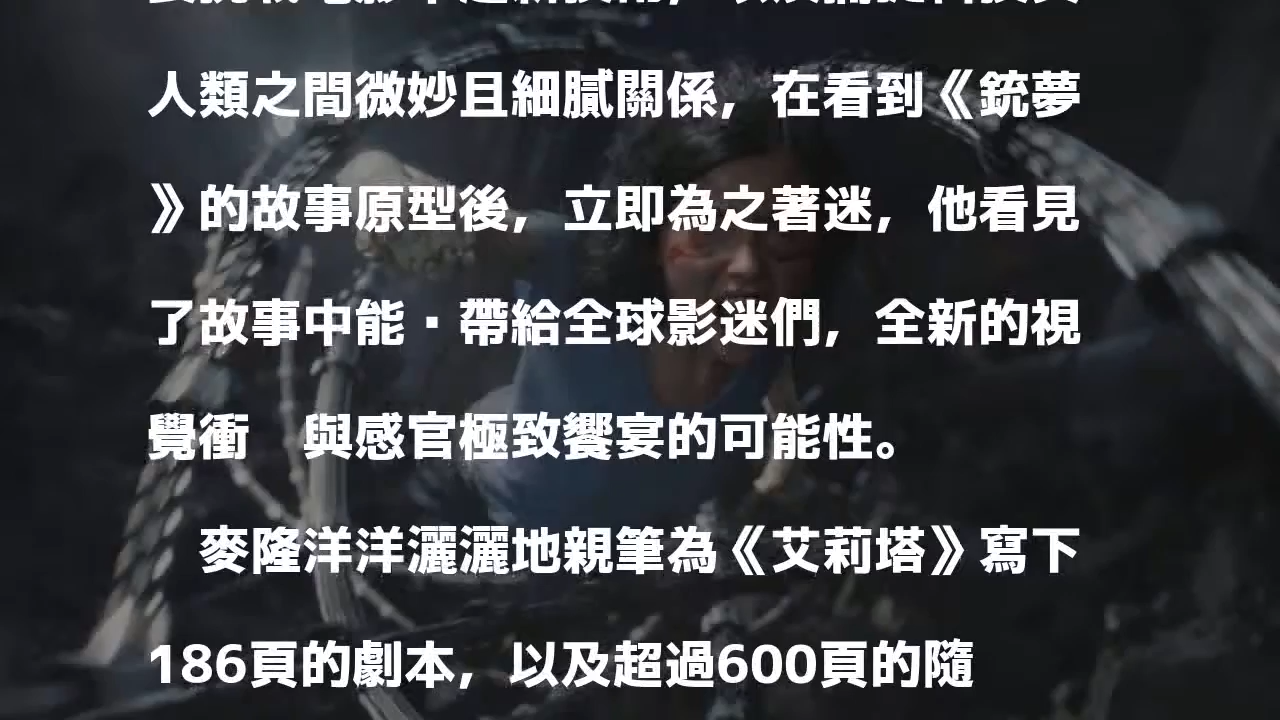 人類之間微妙且細膩關係，在看到《銃夢
》的故事原型後，立即為之著迷，他看見
了故事中能·帶給全球影迷們，全新的視
覺衝　與感官極致饗宴的可能性。
麥隆洋洋灑灑地親筆為《艾莉塔》寫下
186頁的劇本，以及超過600頁的隨